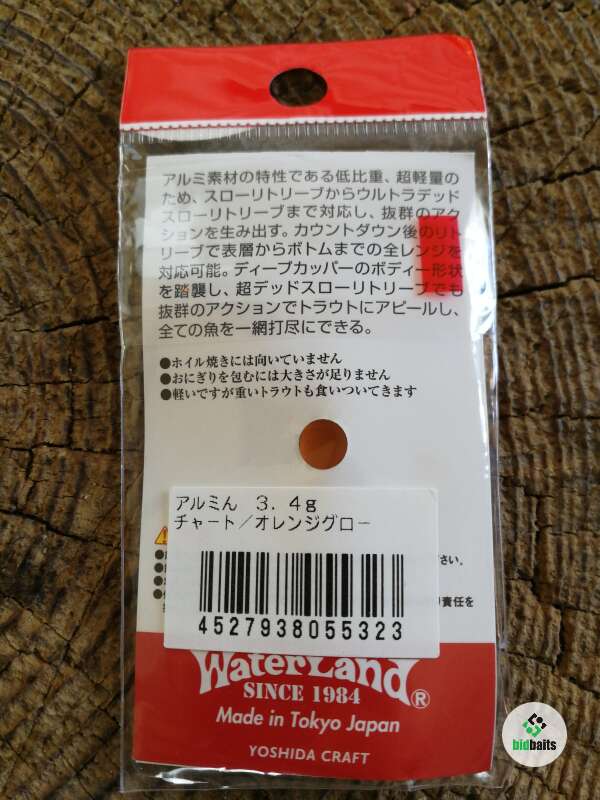 アルミ素材の特性である低比重、超軽量の
ため、スローリトリーブからウルトラデッド
スローリトリーブまで対応し、抜群のアク
ションを生み出す。カウントダウン後のリト
リーブで表層からボトムまでの全レンジを
対応可能。ディープカッパーのボディー形状
を踏襲し、超デッドスローリトリーブでも
抜群のアクションでトラウトにアピールし、
全ての魚を一網打尽にできる。
●ホイル焼きには向いていません
●おにぎりを包むには大きさが足りません
●軽いですが重いトラウトも食いついてきます
アルミん 3.4g
チャート/オレンジグロー
4527938055323
さい。
り責任を
WaterLand®
SINCE 1984
Made in Tokyo Japan
YOSHIDA CRAFT
bidbaits